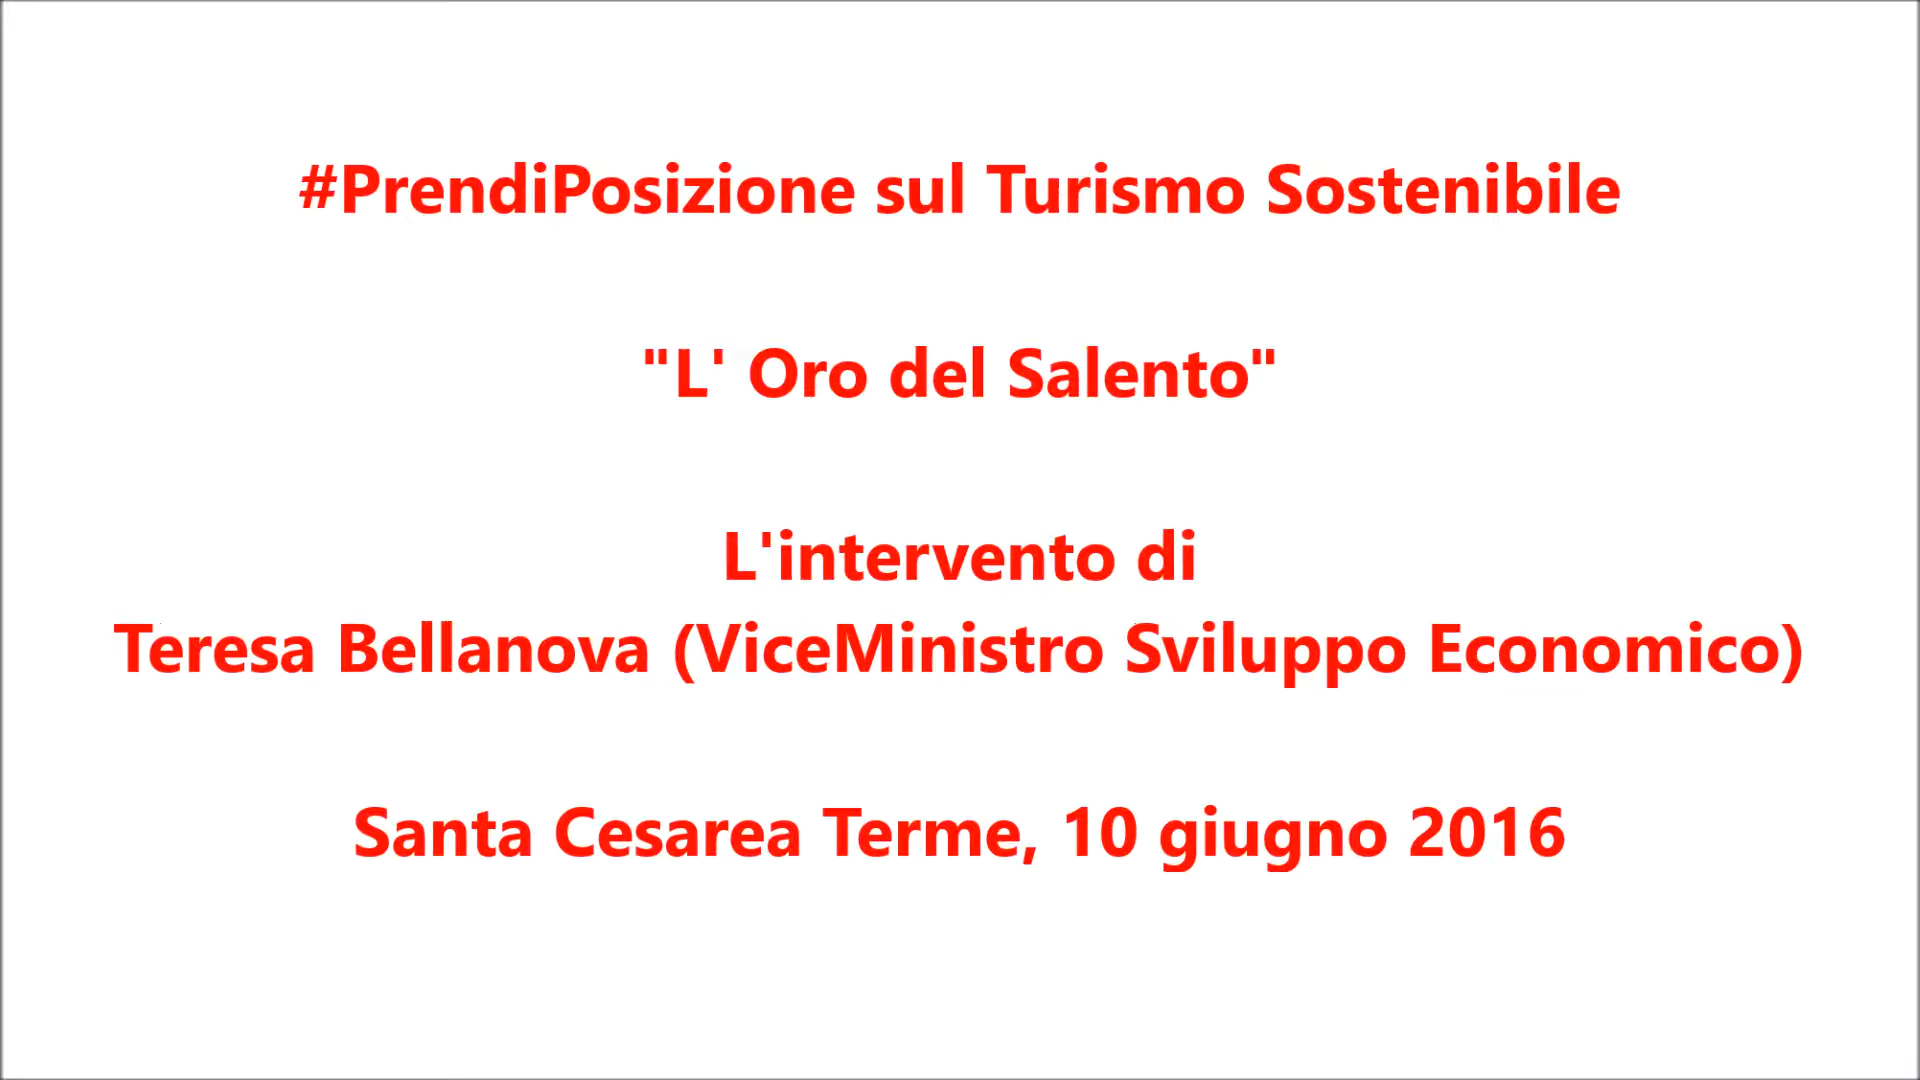 #PrendiPosizione sul Turismo Sostenibile
"L' Oro del Salento"
L'intervento di
Teresa Bellanova (ViceMinistro Sviluppo Economico)
Santa Cesarea Terme, 10 giugno 2016